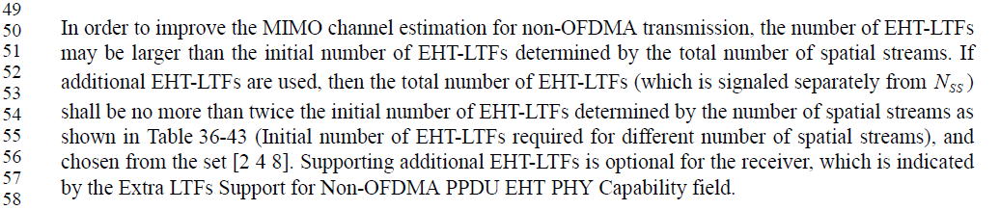 49
50 In order to improve the MIMO channel estimation for non-OFDMA transmission, the number of EHT-LTFs
51 may be larger than the initial number of EHT-LTFs determined by the total number of spatial streams. If
52 additional EHT-LTFs are used, then the total number of EHT-LTFs (which is signaled separately from N_SS)
53
54 shall be no more than twice the initial number of EHT-LTFs determined by the number of spatial streams as
55 shown in Table 36-43 (Initial number of EHT-LTFs required for different number of spatial streams), and
56 chosen from the set [2 4 8]. Supporting additional EHT-LTFs is optional for the receiver, which is indicated
57 by the Extra LTFs Support for Non-OFDMA PPDU EHT PHY Capability field.
58